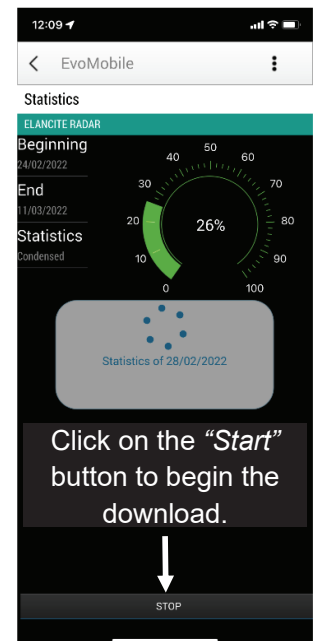 12:09
EvoMobile
Statistics
ELANCITE RADAR
Beginning
24/02/2022
End
11/03/2022
Statistics
Condensed
0
10
20
30
40
50
60
70
80
90
100
26%
Statistics of 28/02/2022
Click on the “Start”
button to begin the
download.
STOP